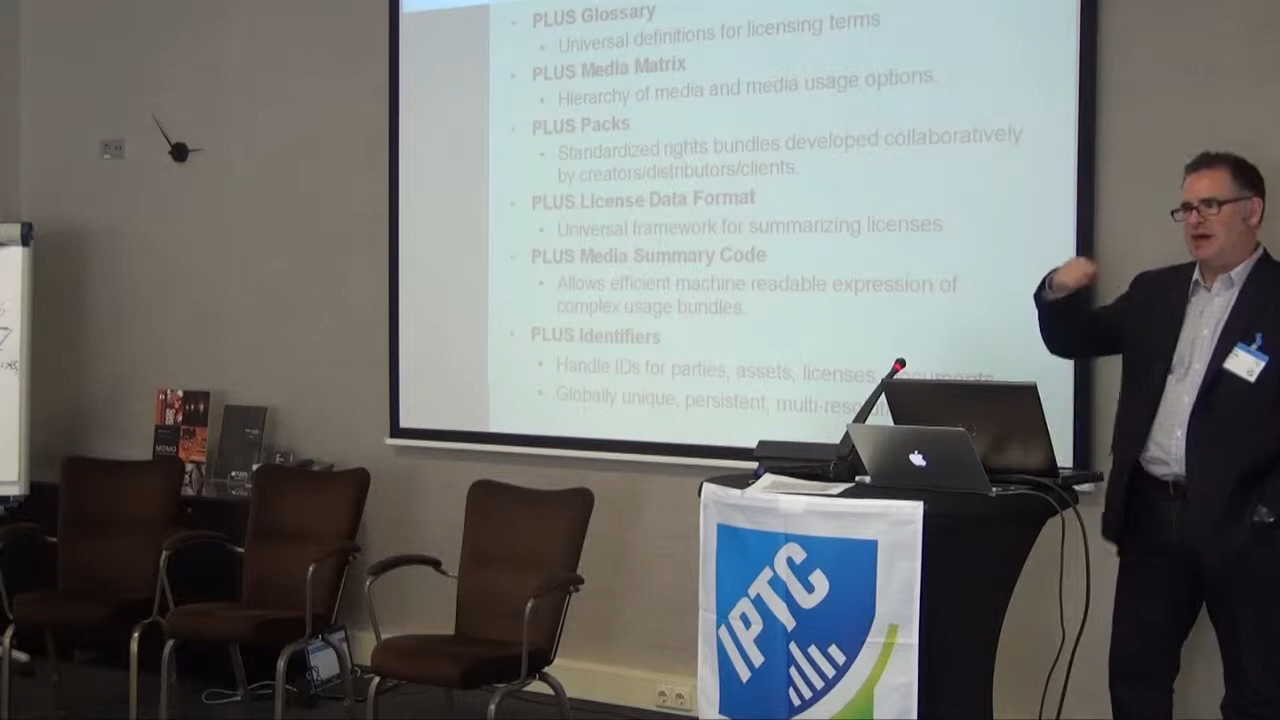 PLUS Glossary
Universal definitions for licensing terms
PLUS Media Matrix
Hierarchy of media and media usage options.
PLUS Packs
Standardized rights bundles developed collaboratively
by creators/distributors/clients.
PLUS License Data Format
Universal framework for summarizing licenses
PLUS Media Summary Code
Allows efficient machine readable expression of
complex usage bundles.
PLUS Identifiers
Handle IDs for parties, assets, licenses, documents
Globally unique, persistent,
MOMO
IPTC